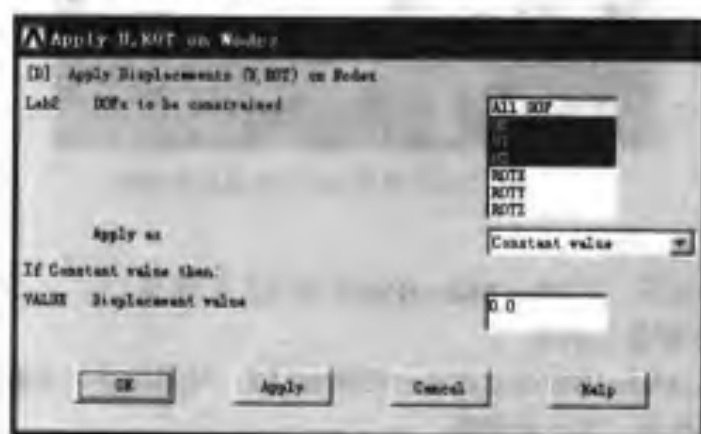 Apply U,ROT on Nodes
[D] Apply Displacements (U,ROT) on Nodes
Lab2 DOFs to be constrained
All DOF
UX
UY
UZ
ROTX
ROTY
ROTZ
Apply as
Constant value
If Constant value then:
VALUE Displacement value
0.0
OK
Apply
Cancel
Help